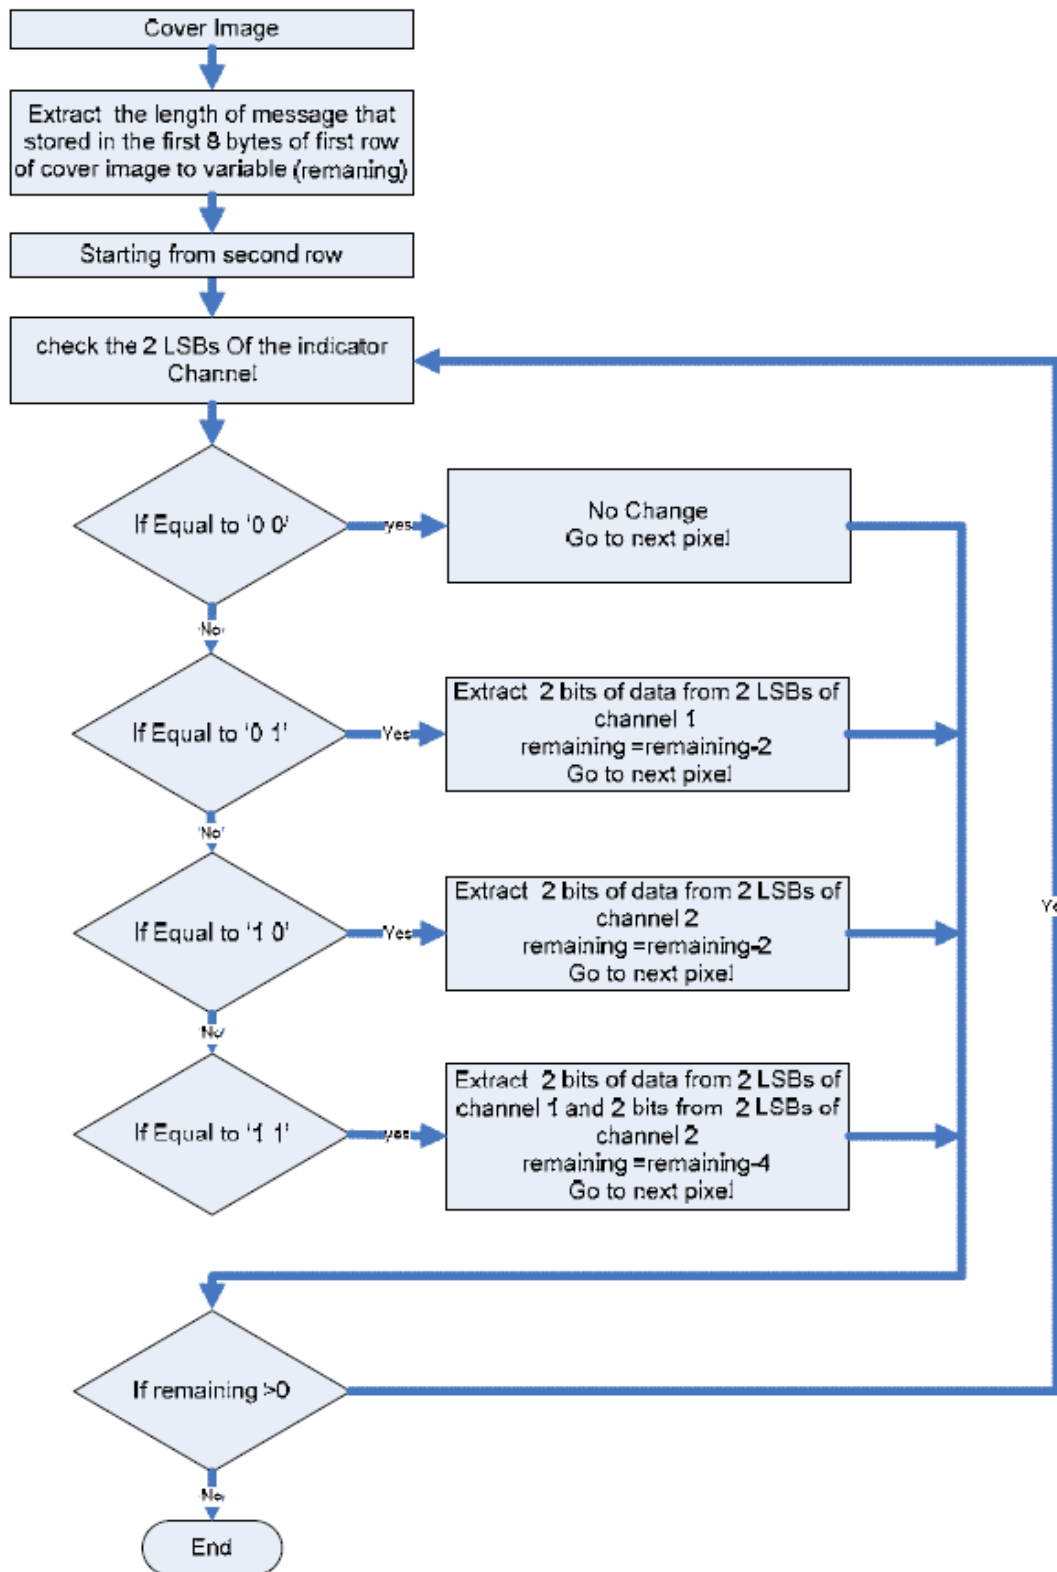 Cover Image
Extract the length of message that
stored in the first 8 bytes of first row
of cover image to variable (remaning)
Starting from second row
check the 2 LSBs Of the indicator
Channel
If Equal to '0 0'
yes
No Change
Go to next pixel
No
If Equal to '0 1'
Yes
Extract 2 bits of data from 2 LSBs of
channel 1
remaining =remaining-2
Go to next pixel
No
If Equal to '1 0'
Yes
Extract 2 bits of data from 2 LSBs of
channel 2
remaining =remaining-2
Go to next pixel
Ye
No
If Equal to '1 1'
yes
Extract 2 bits of data from 2 LSBs of
channel 1 and 2 bits from 2 LSBs of
channel 2
remaining =remaining-4
Go to next pixel
If remaining >0
No
End